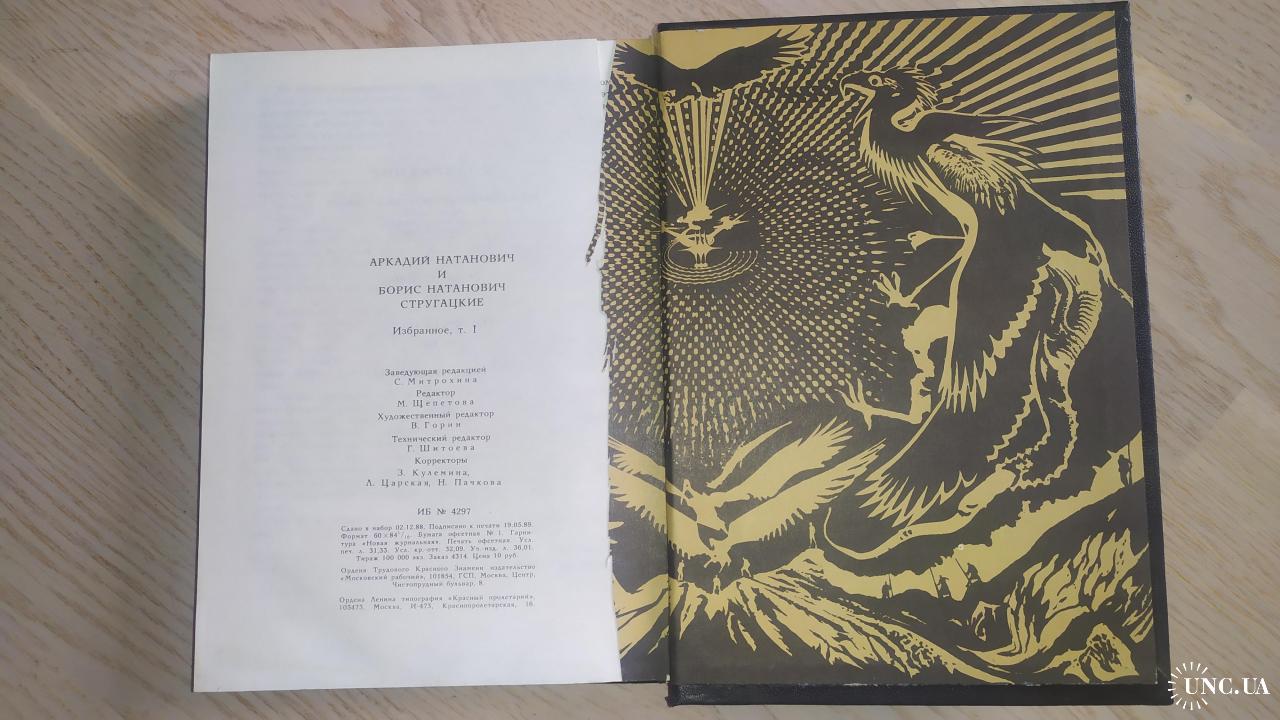 АРКАДИЙ НАТАНОВИЧ
И
БОРИС НАТАНОВИЧ
СТРУГАЦКИЕ
Избранное, т. I
Заведующая редакцией
С. Митрохина
Редактор
М. Щепетова
Художественный редактор
В. Горин
Технический редактор
Г. Шитоева
Корректоры
З. Кулемина,
Л. Царская, Н. Пачкова
ИБ № 4297
Сдано в набор 02.12.88. Подписано к печати 19.05.89.
Формат 60×84¹/₁₆. Бумага офсетная № 1. Гарни-
тура «Новая журнальная». Печать офсетная. Усл.
печ. л. 31,33. Усл. кр.-отт. 32,09. Уч. изд. л. 36,01.
Тираж 100 000 экз. Заказ 4314. Цена 10 руб.
Ордена Трудового Красного Знамени издательство
«Московский рабочий», 101854, ГСП, Москва, Центр,
Чистопрудный бульвар, 8.
Ордена Ленина типография «Красный пролетарий»,
103473, Москва, И-473, Краснопролетарская, 16.
UNC.UA